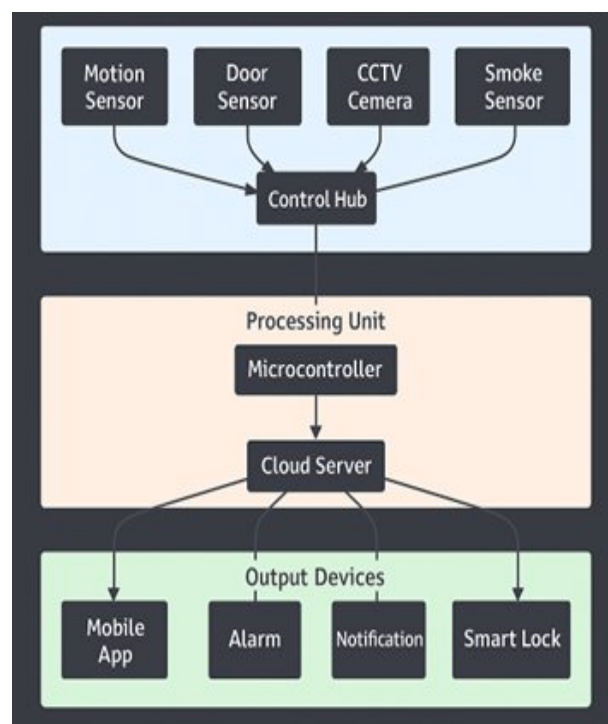 Motion
Sensor
Door
Sensor
CCTV
Cemera
Smoke
Sensor
Control Hub
Processing Unit
Microcontroller
Cloud Server
Output Devices
Mobile
App
Alarm
Notification
Smart Lock